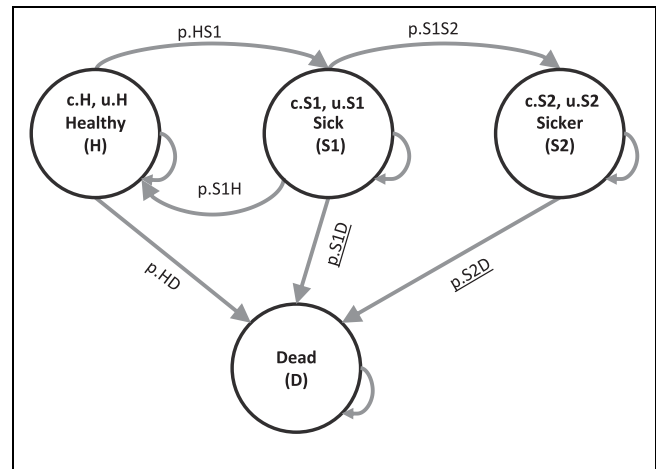 p.HS1
p.S1S2
c.H, u.H
Healthy
(H)
c.S1, u.S1
Sick
(S1)
c.S2, u.S2
Sicker
(S2)
p.S1H
p.HD
p.S1D
p.S2D
Dead
(D)